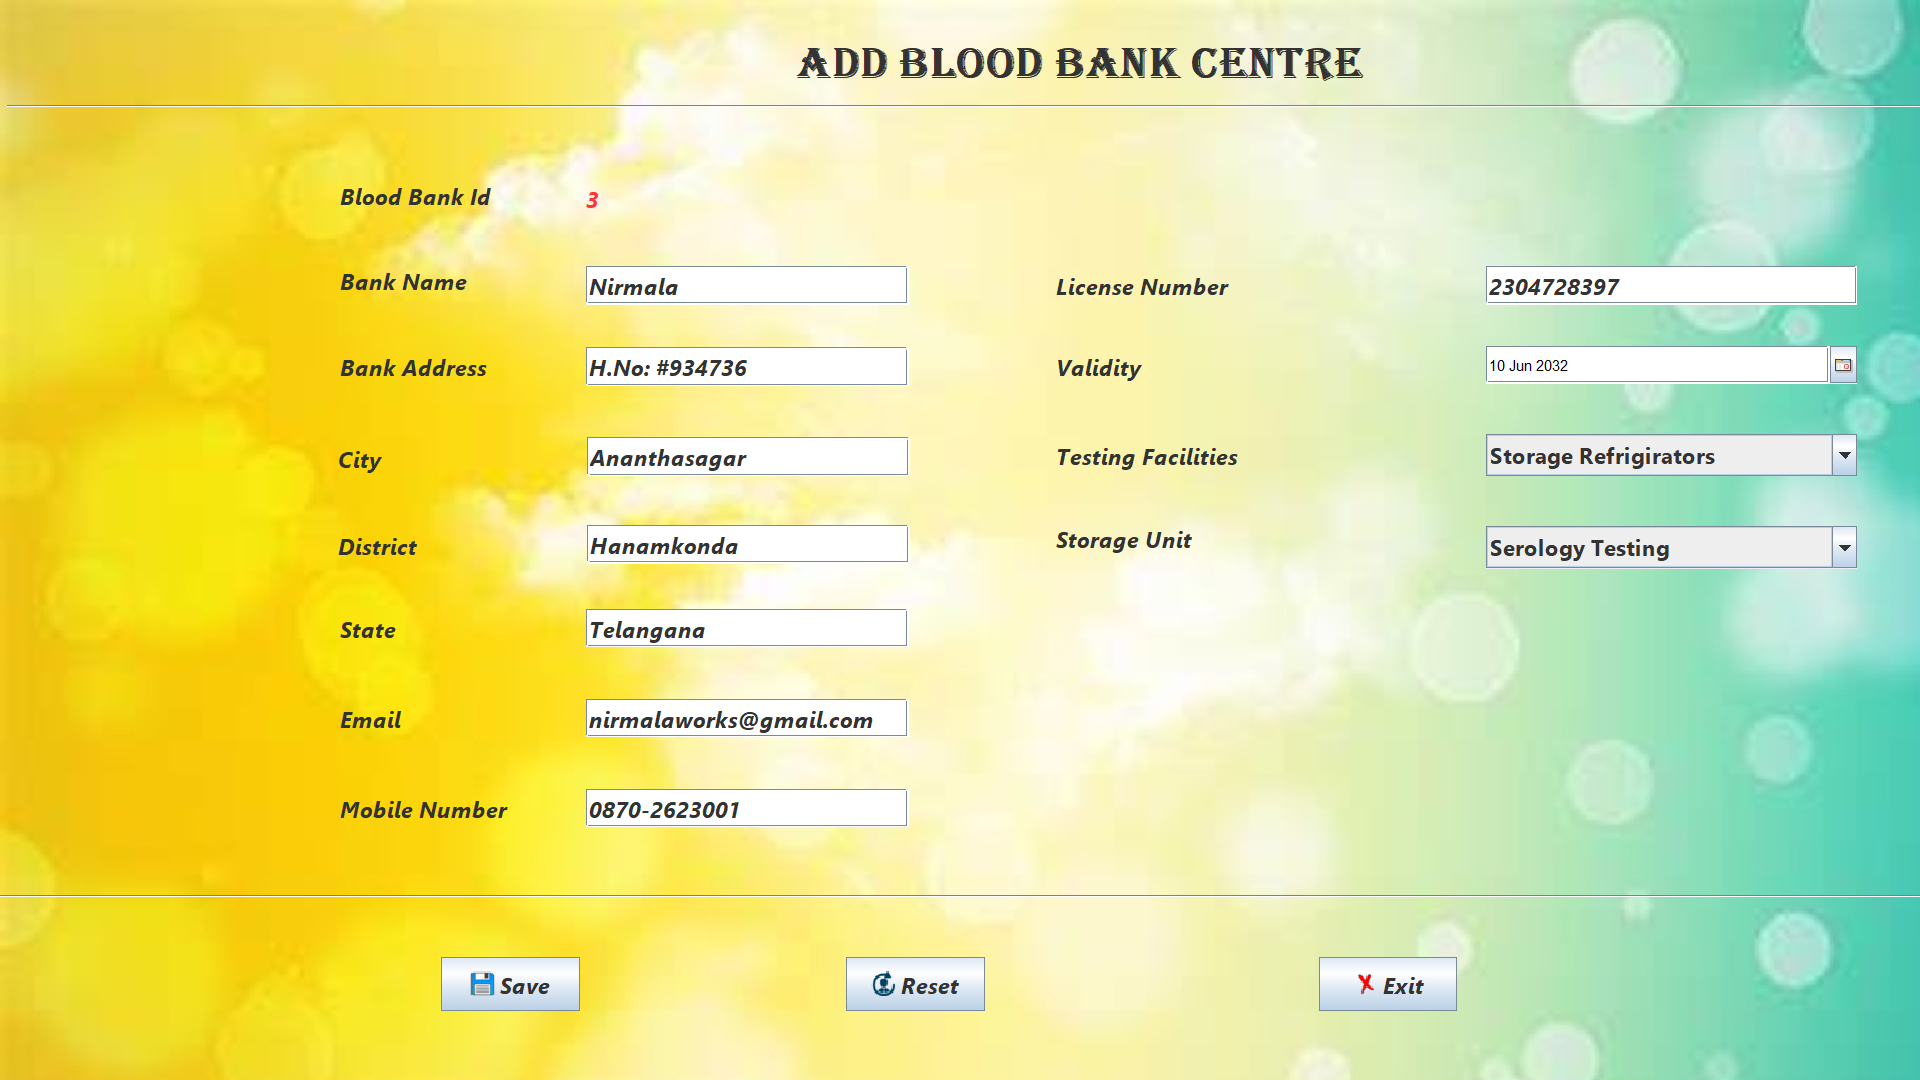 ADD BLOOD BANK CENTRE
Blood Bank Id 3
Bank Name Nirmala License Number 2304728397
Bank Address H.No: #934736 Validity 10 Jun 2032
City Ananthasagar Testing Facilities Storage Refrigirators
District Hanamkonda Storage Unit Serology Testing
State Telangana
Email nirmalaworks@gmail.com
Mobile Number 0870-2623001
Save Reset Exit